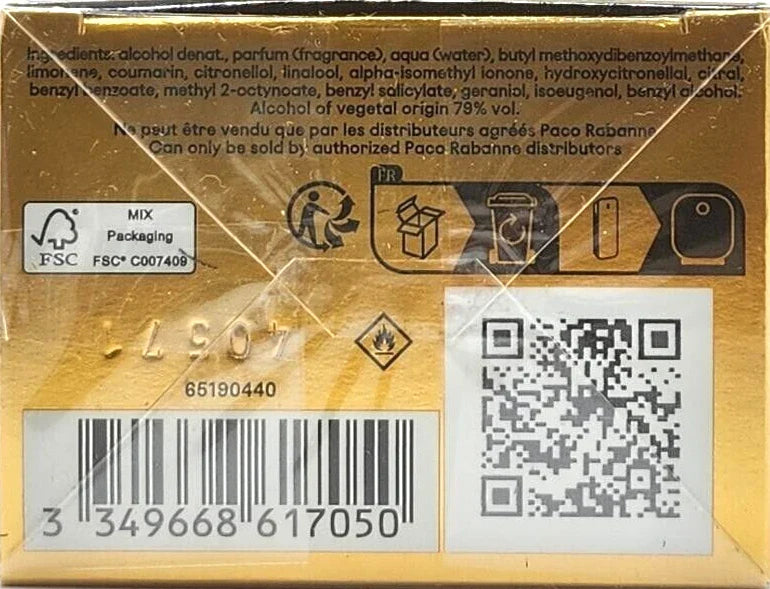 Ingredients: alcohol denat., parfum (fragrance), aqua (water), butyl methoxydibenzoylmethane,
limonene, coumarin, citronellol, linalool, alpha-isomethyl ionone, hydroxycitronellal, citral,
benzyl benzoate, methyl 2-octynoate, benzyl salicylate, geraniol, isoeugenol, benzyl alcohol.
Alcohol of vegetal origin 79% vol.
Ne peut être vendu que par les distributeurs agréés Paco Rabanne
Can only be sold by authorized Paco Rabanne distributors
FR
MIX
Packaging
FSC FSC® C007409
65190440
3 349668 617050